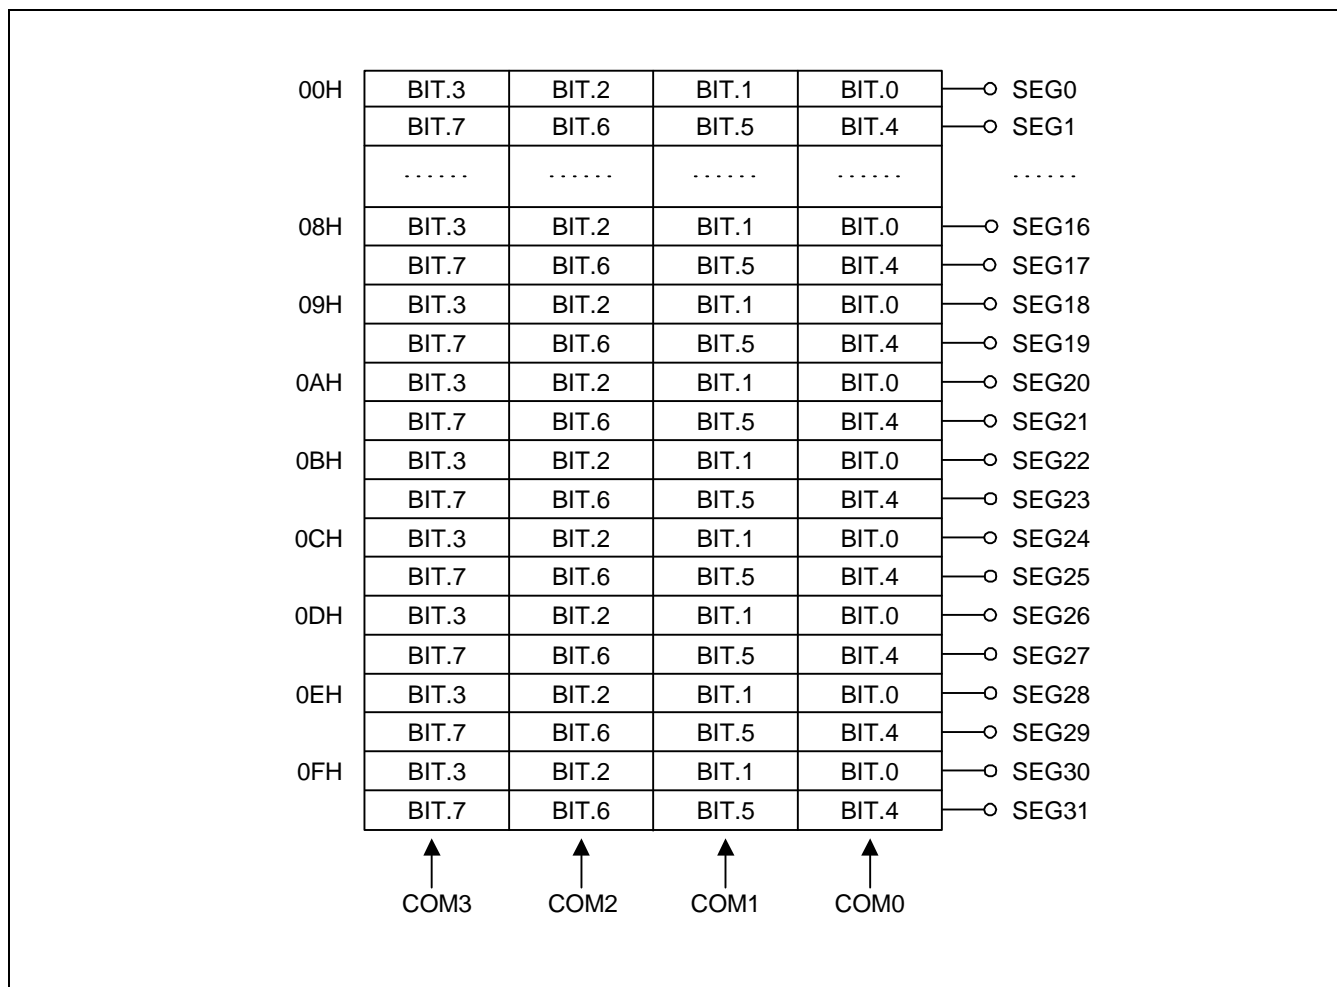 00H BIT.3 BIT.2 BIT.1 BIT.0 SEG0
BIT.7 BIT.6 BIT.5 BIT.4 SEG1
...... ...... ...... ...... ......
08H BIT.3 BIT.2 BIT.1 BIT.0 SEG16
BIT.7 BIT.6 BIT.5 BIT.4 SEG17
09H BIT.3 BIT.2 BIT.1 BIT.0 SEG18
BIT.7 BIT.6 BIT.5 BIT.4 SEG19
0AH BIT.3 BIT.2 BIT.1 BIT.0 SEG20
BIT.7 BIT.6 BIT.5 BIT.4 SEG21
0BH BIT.3 BIT.2 BIT.1 BIT.0 SEG22
BIT.7 BIT.6 BIT.5 BIT.4 SEG23
0CH BIT.3 BIT.2 BIT.1 BIT.0 SEG24
BIT.7 BIT.6 BIT.5 BIT.4 SEG25
0DH BIT.3 BIT.2 BIT.1 BIT.0 SEG26
BIT.7 BIT.6 BIT.5 BIT.4 SEG27
0EH BIT.3 BIT.2 BIT.1 BIT.0 SEG28
BIT.7 BIT.6 BIT.5 BIT.4 SEG29
0FH BIT.3 BIT.2 BIT.1 BIT.0 SEG30
BIT.7 BIT.6 BIT.5 BIT.4 SEG31
COM3 COM2 COM1 COM0